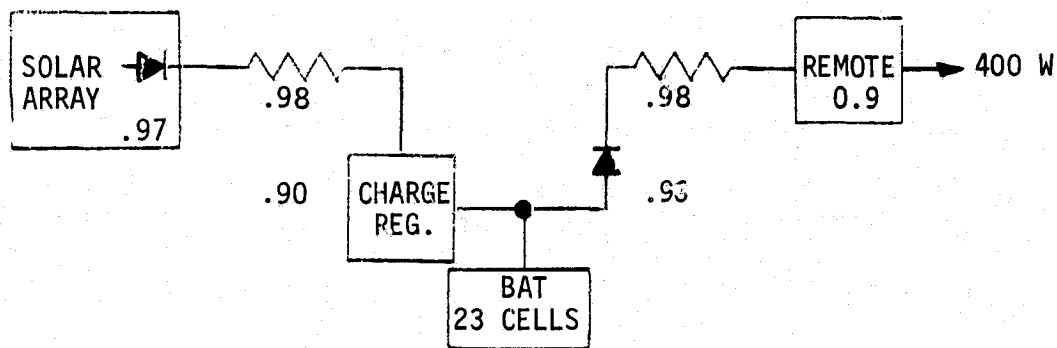 SOLAR
ARRAY
.97
.98
.90
CHARGE
REG.
BAT
23 CELLS
.98
REMOTE
0.9
400 W